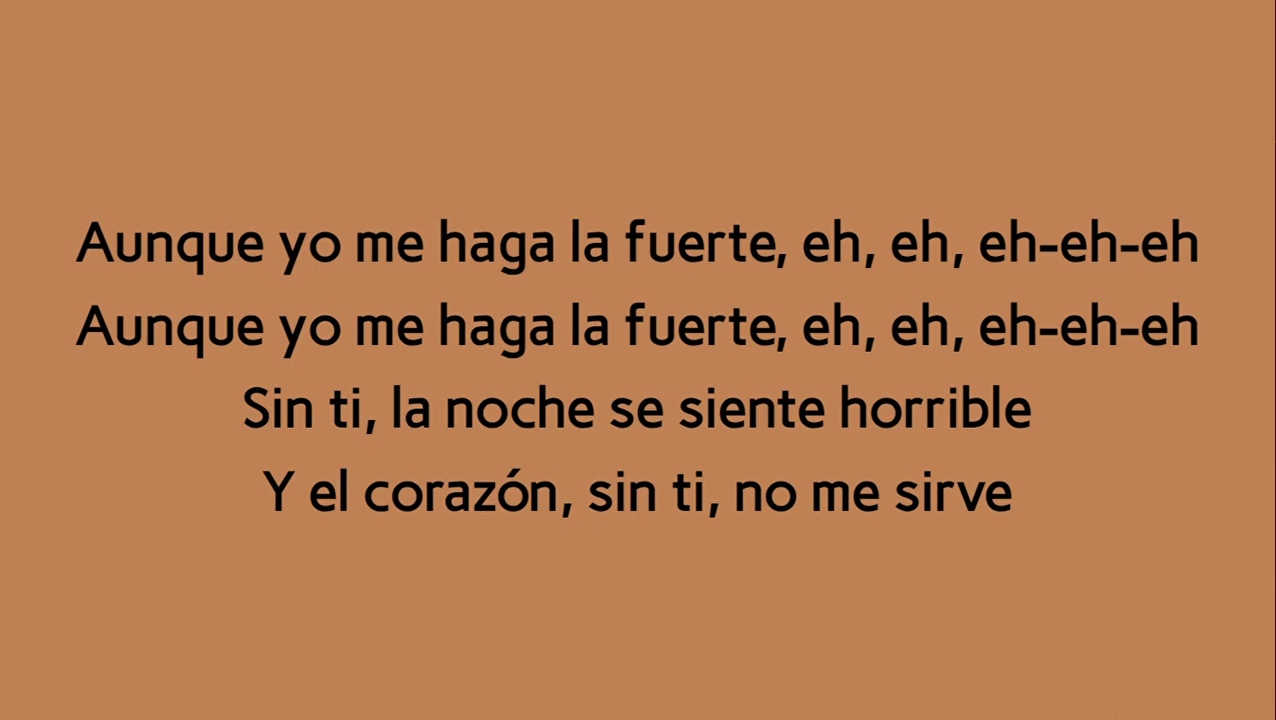 Aunque yo me haga la fuerte, eh, eh, eh-eh-eh
Aunque yo me haga la fuerte, eh, eh, eh-eh-eh
Sin ti, la noche se siente horrible
Y el corazón, sin ti, no me sirve